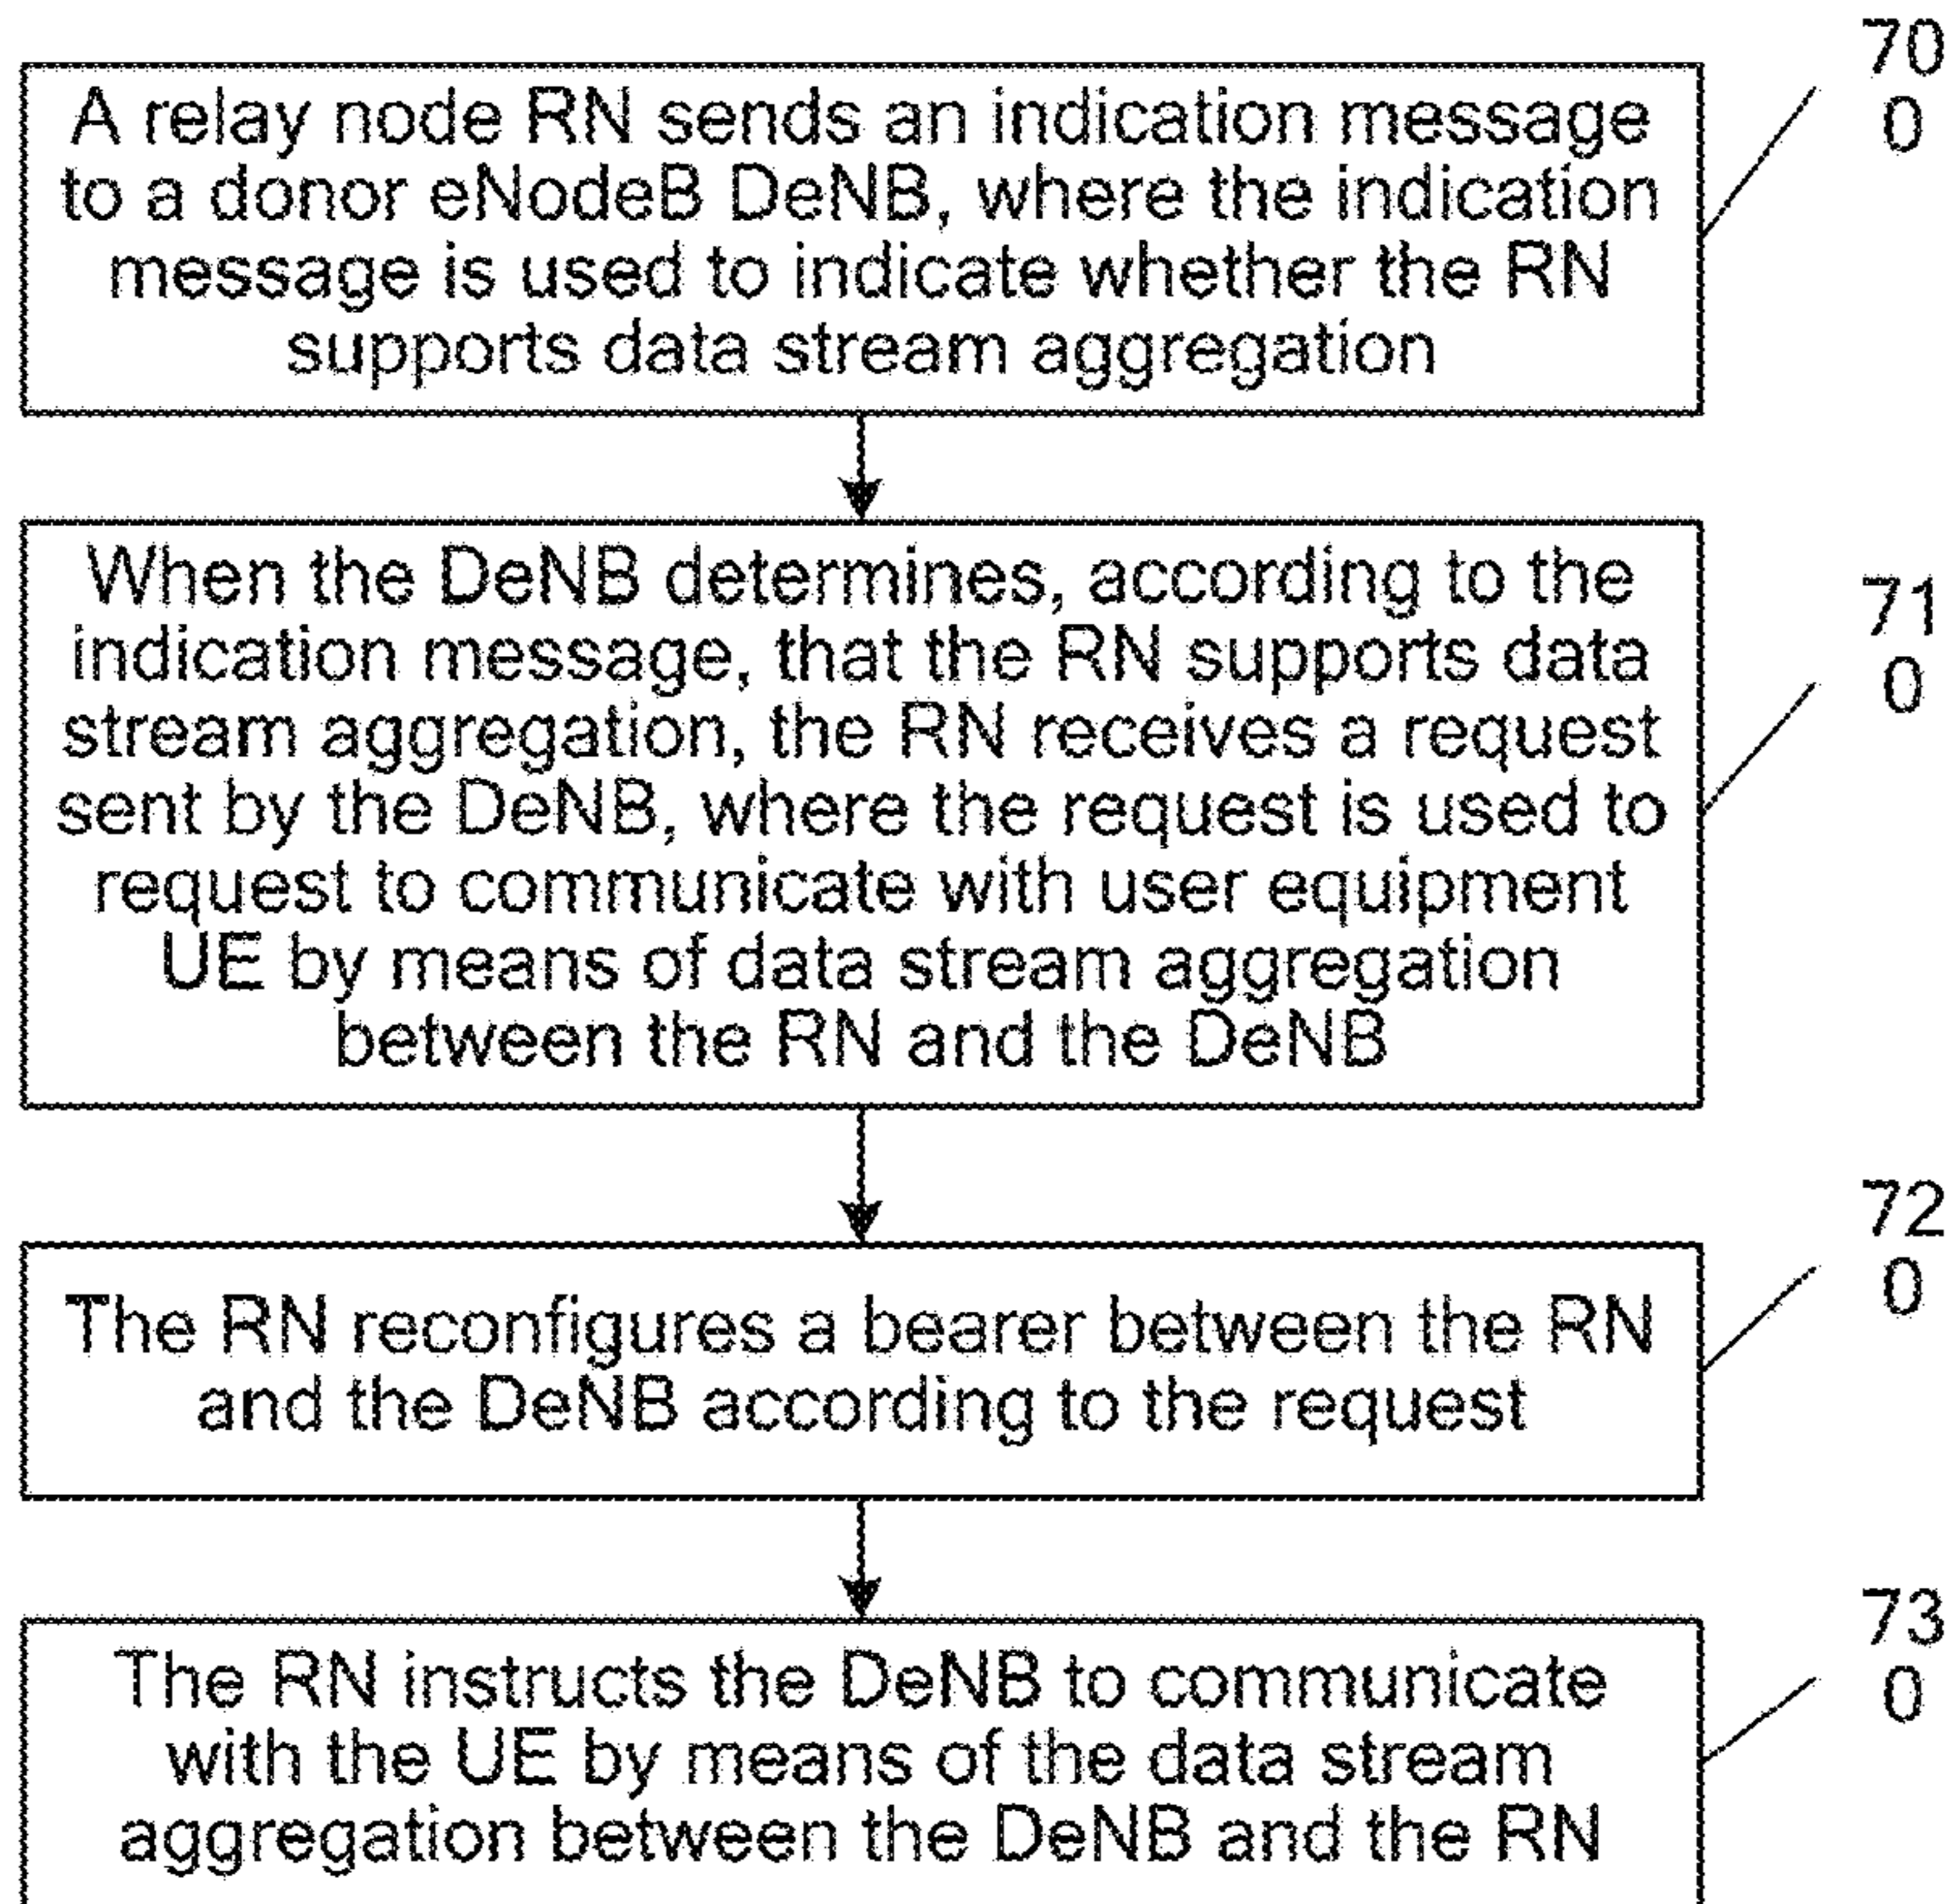 A relay node RN sends an indication message
to a donor eNodeB DeNB, where the indication
message is used to indicate whether the RN
supports data stream aggregation
70
0
When the DeNB determines, according to the
indication message, that the RN supports data
stream aggregation, the RN receives a request
sent by the DeNB, where the request is used to
request to communicate with user equipment
UE by means of data stream aggregation
between the RN and the DeNB
71
0
The RN reconfigures a bearer between the RN
and the DeNB according to the request
72
0
The RN instructs the DeNB to communicate
with the UE by means of the data stream
aggregation between the DeNB and the RN
73
0